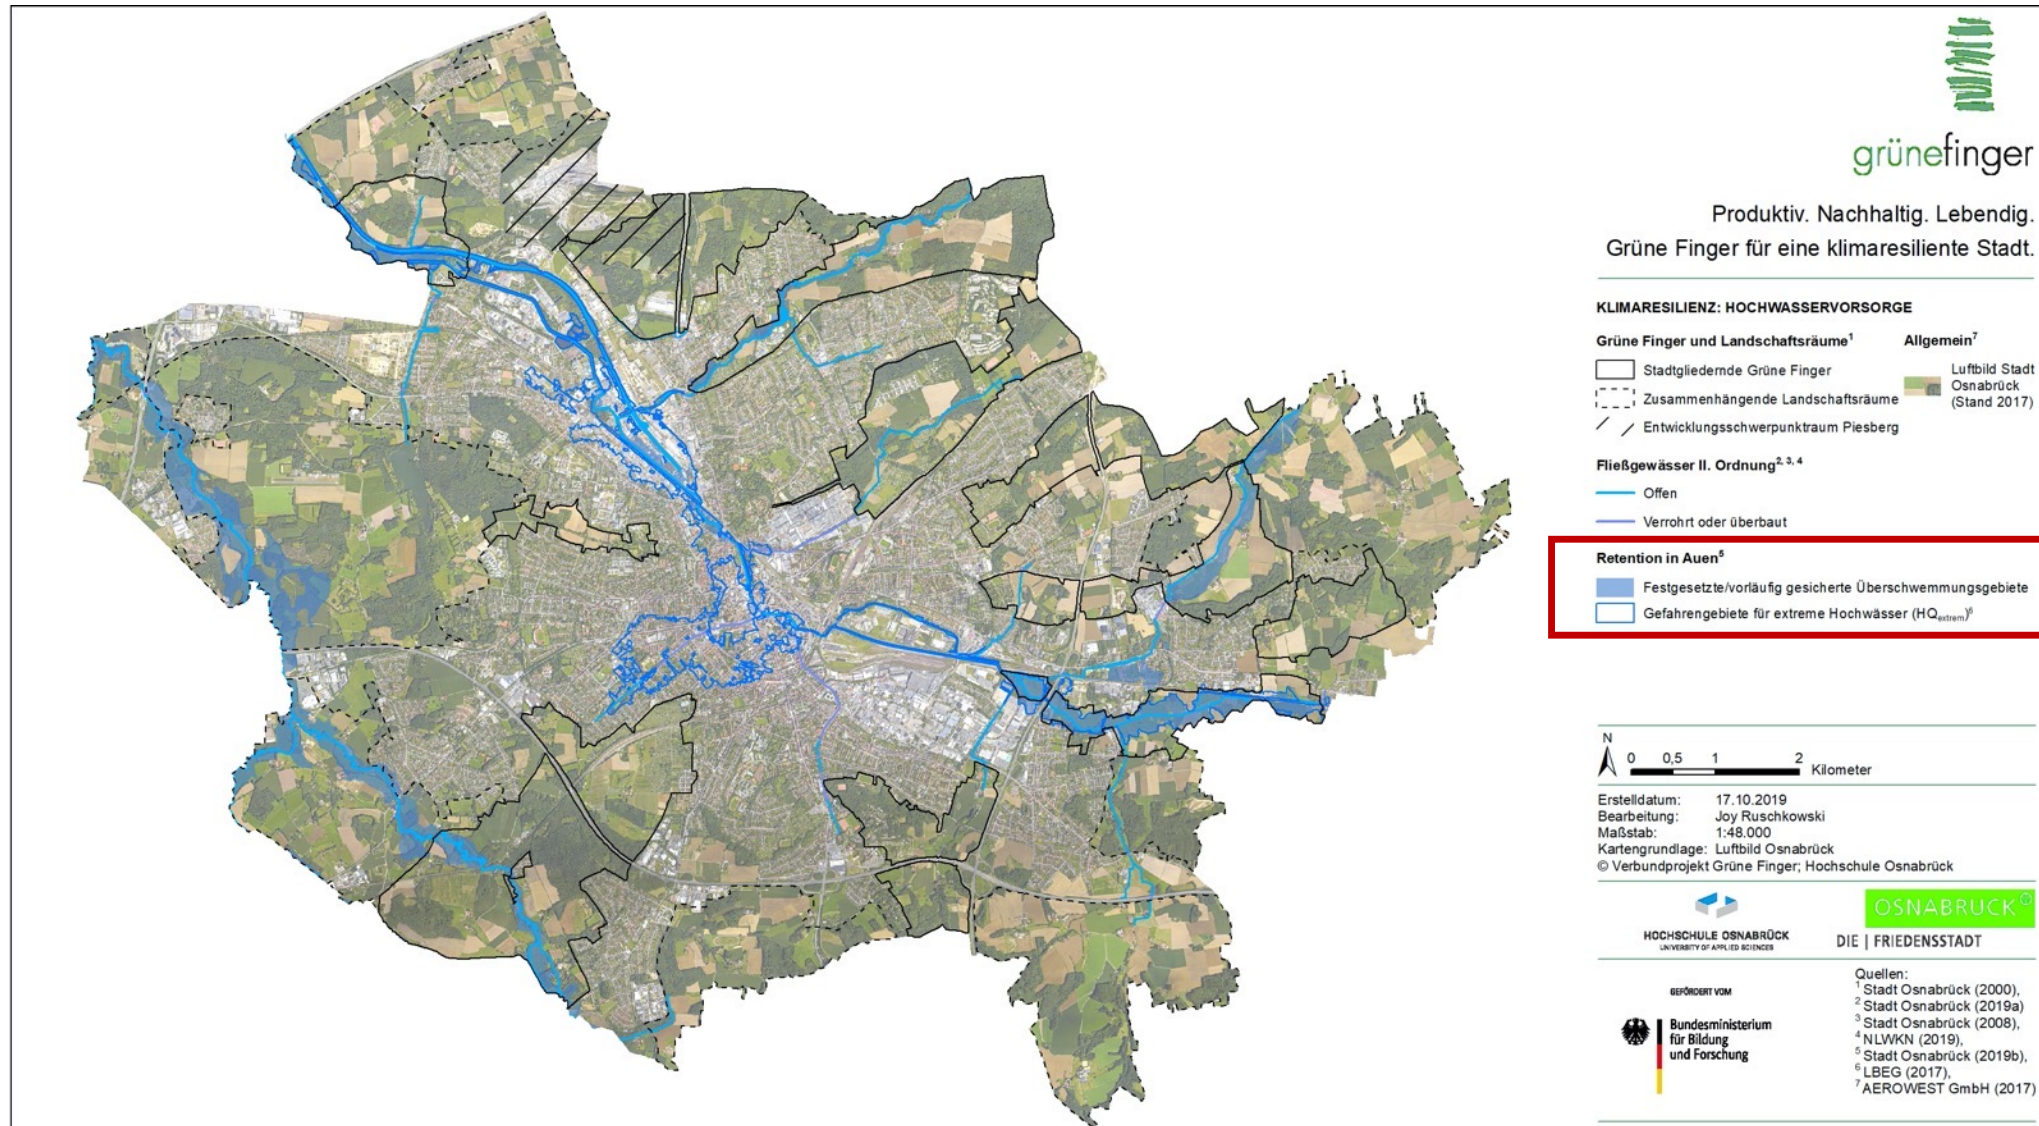 grünefinger
Produktiv. Nachhaltig. Lebendig.
Grüne Finger für eine klimaresiliente Stadt.
KLIMARESILIENZ: HOCHWASSERVORSORGE
Grüne Finger und Landschaftsräume¹
Stadtgliedernde Grüne Finger
Zusammenhängende Landschaftsräume
Entwicklungsschwerpunktraum Piesberg
Allgemein⁷
Luftbild Stadt
Osnabrück
(Stand 2017)
Fließgewässer II. Ordnung², ³, ⁴
Offen
Verrohrt oder überbaut
Retention in Auen⁵
Festgesetzte/vorläufig gesicherte Überschwemmungsgebiete
Gefahrengebiete für extreme Hochwässer (HQextrem)⁶
N
0 0,5 1 2
Kilometer
Erstelldatum: 17.10.2019
Bearbeitung: Joy Ruschkowski
Maßstab: 1:48.000
Kartengrundlage: Luftbild Osnabrück
© Verbundprojekt Grüne Finger; Hochschule Osnabrück
HOCHSCHULE OSNABRÜCK
UNIVERSITY OF APPLIED SCIENCES
OSNABRÜCK
DIE | FRIEDENSSTADT
GEFÖRDERT VOM
Bundesministerium
für Bildung
und Forschung
Quellen:
¹ Stadt Osnabrück (2000),
² Stadt Osnabrück (2019a)
³ Stadt Osnabrück (2008),
⁴ NLWKN (2019),
⁵ Stadt Osnabrück (2019b),
⁶ LBEG (2017),
⁷ AEROWEST GmbH (2017)